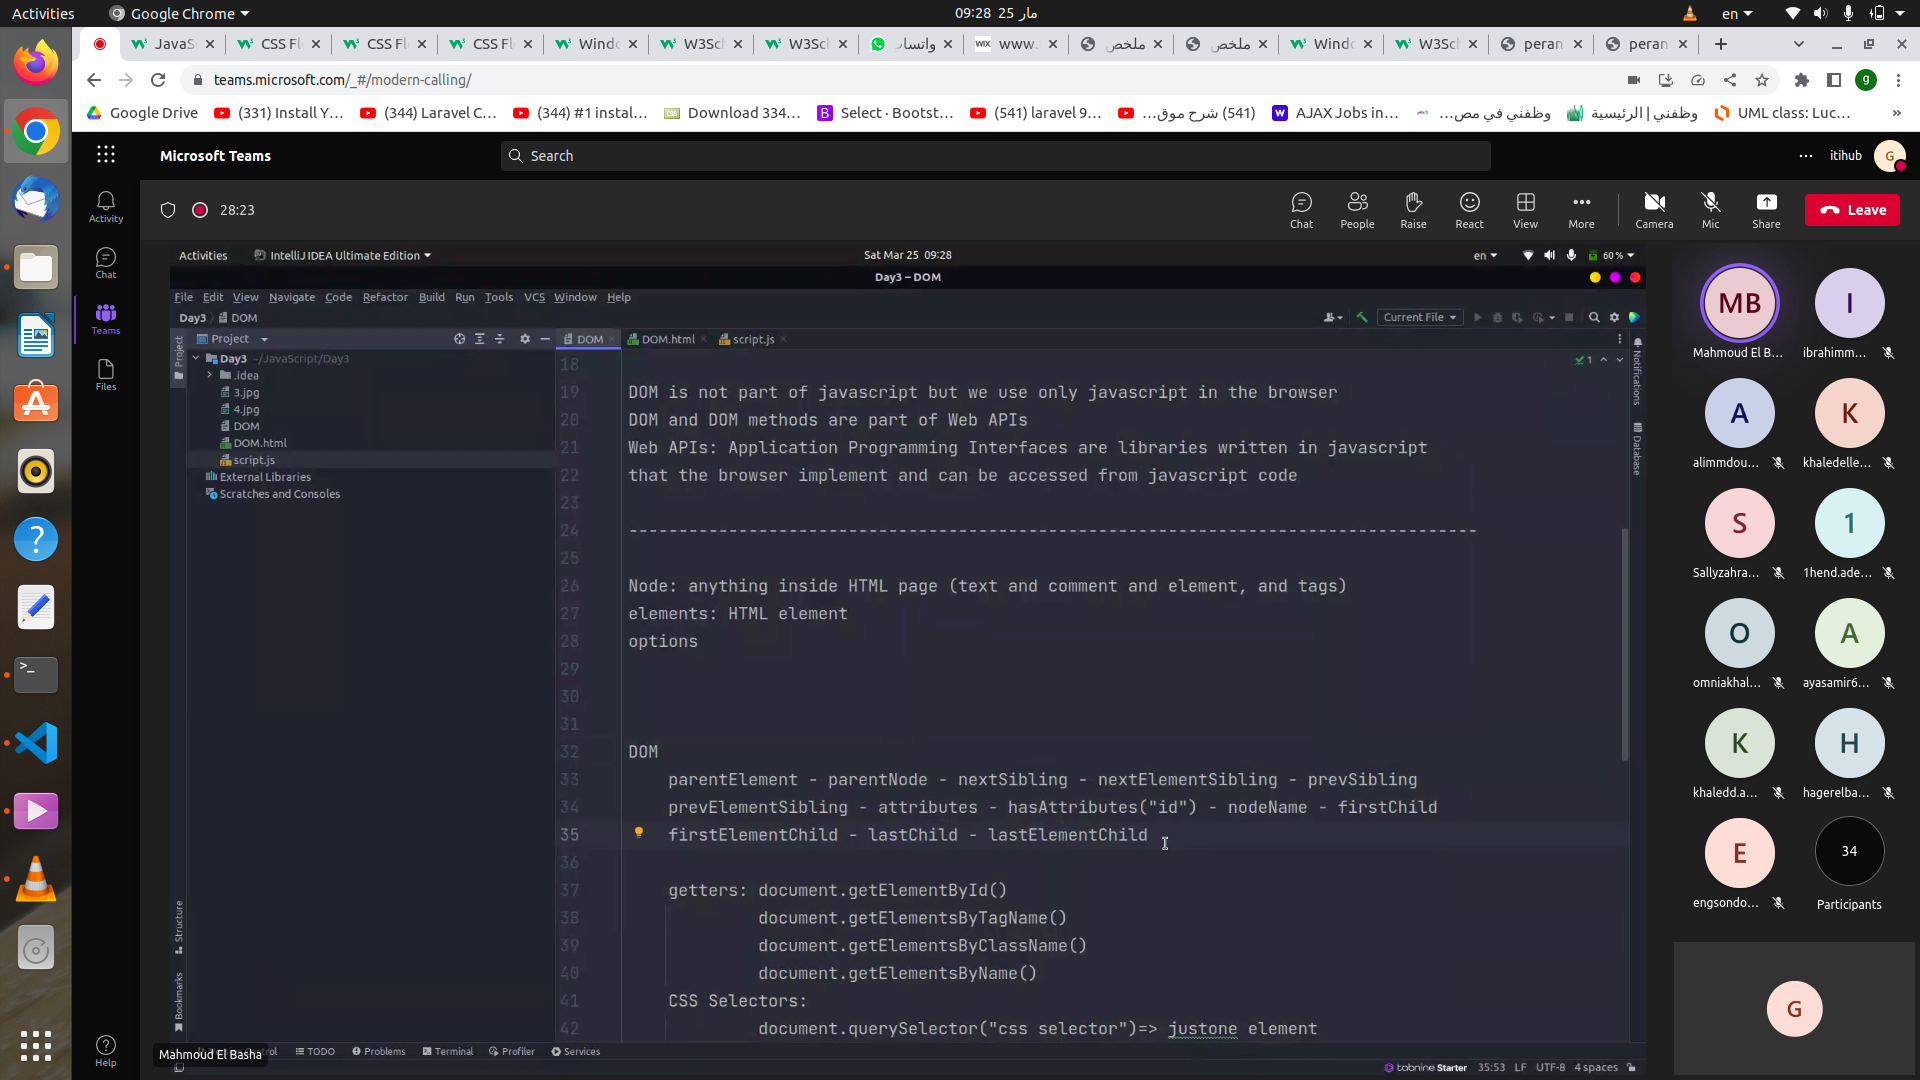 Activities
Google Chrome
09:28 25 مار
en
JavaS
CSS Fl
CSS Fl
CSS Fl
Windo
W3Sch
W3Sch
واتساب
www.
ملخص
ملخص
Windo
W3Sch
peran
peran
teams.microsoft.com/_#/modern-calling/
g
Google Drive
(331) Install Y...
(344) Laravel C...
(344) #1 instal...
Download 334...
Select · Bootst...
(541) laravel 9...
(541) شرح موق...
AJAX Jobs in...
وظفني في مص...
وظفني | الرئيسية
UML class: Luc...
Microsoft Teams
Search
itihub
G
Activity
Chat
Teams
Files
Help
28:23
Chat
People
Raise
React
View
More
Camera
Mic
Share
Leave
Activities
IntelliJ IDEA Ultimate Edition
Sat Mar 25 09:28
en
60 %
Day3 – DOM
File Edit View Navigate Code Refactor Build Run Tools VCS Window Help
Day3 DOM
Current File
Project
DOM
DOM.html
script.js
Project
Day3 ~/JavaScript/Day3
.idea
3.jpg
4.jpg
DOM
DOM.html
script.js
External Libraries
Scratches and Consoles
Structure
Bookmarks
Notifications
Database
1
18
19 DOM is not part of javascript but we use only javascript in the browser
20 DOM and DOM methods are part of Web APIs
21 Web APIs: Application Programming Interfaces are libraries written in javascript
22 that the browser implement and can be accessed from javascript code
23
24 -------------------------------------------------------------------------------------
25
26 Node: anything inside HTML page (text and comment and element, and tags)
27 elements: HTML element
28 options
29
30
31
32 DOM
33 parentElement - parentNode - nextSibling - nextElementSibling - prevSibling
34 prevElementSibling - attributes - hasAttributes("id") - nodeName - firstChild
35 firstElementChild - lastChild - lastElementChild
36
37 getters: document.getElementById()
38 document.getElementsByTagName()
39 document.getElementsByClassName()
40 document.getElementsByName()
41 CSS Selectors:
42 document.querySelector("css selector")=> justone element
Mahmoud El Basha
TODO
Problems
Terminal
Profiler
Services
tabnine Starter
35:53
LF
UTF-8
4 spaces
MB
Mahmoud El B...
I
ibrahimm...
A
alimmdou...
K
khaledelle...
S
Sallyzahra...
1
1hend.ade...
O
omniakhal...
A
ayasamir6...
K
khaledd.a...
H
hagerelba...
E
engsondo...
34
Participants
G